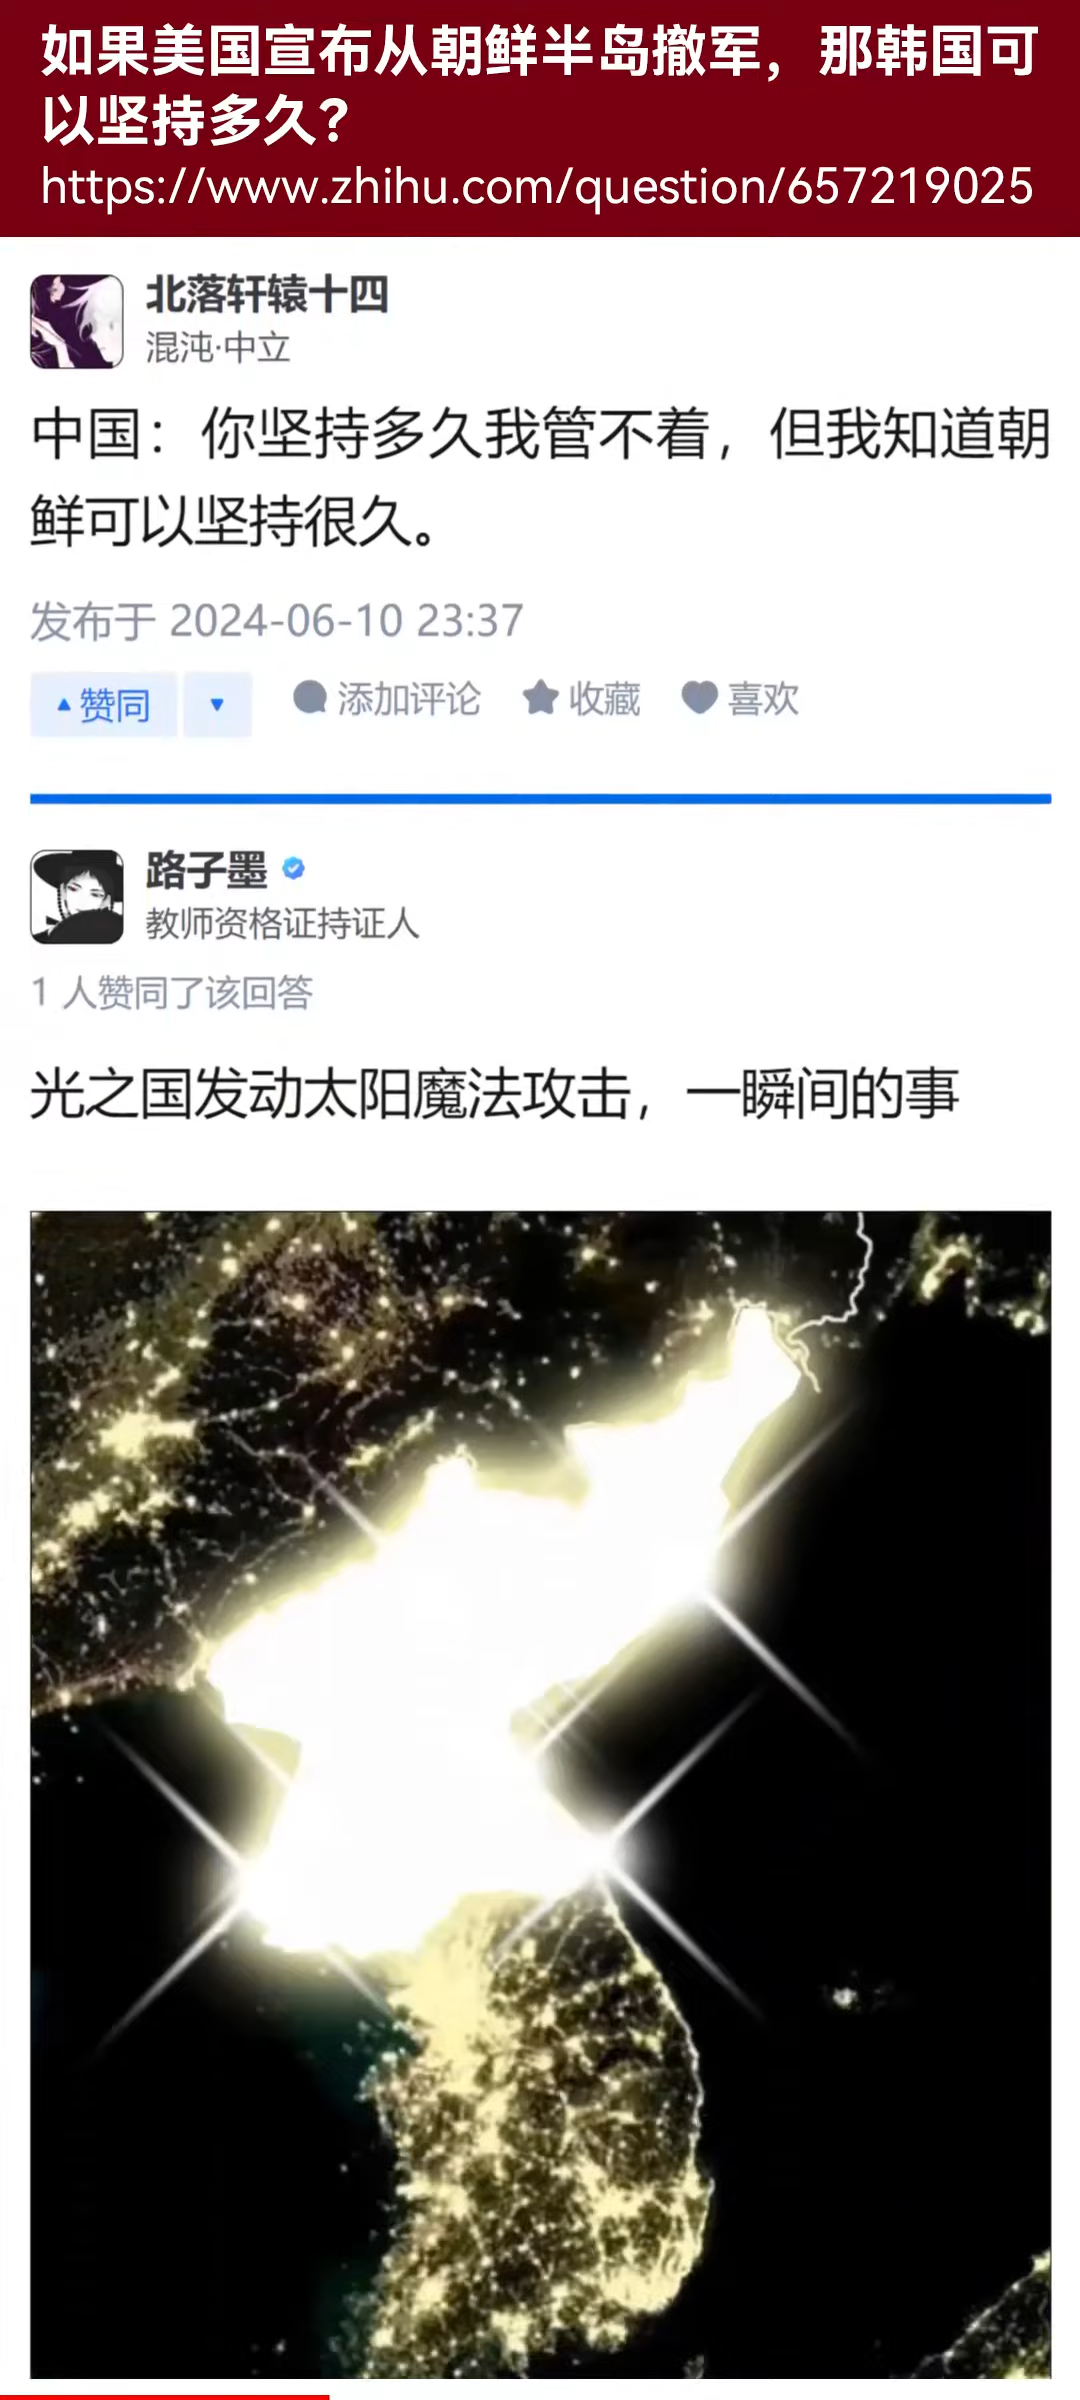 如果美国宣布从朝鲜半岛撤军，那韩国可
以坚持多久？
https://www.zhihu.com/question/657219025
北落轩辕十四
混沌·中立
中国：你坚持多久我管不着，但我知道朝
鲜可以坚持很久。
发布于 2024-06-10 23:37
赞同 添加评论 收藏 喜欢
路子墨
教师资格证持证人
1 人赞同了该回答
光之国发动太阳魔法攻击，一瞬间的事